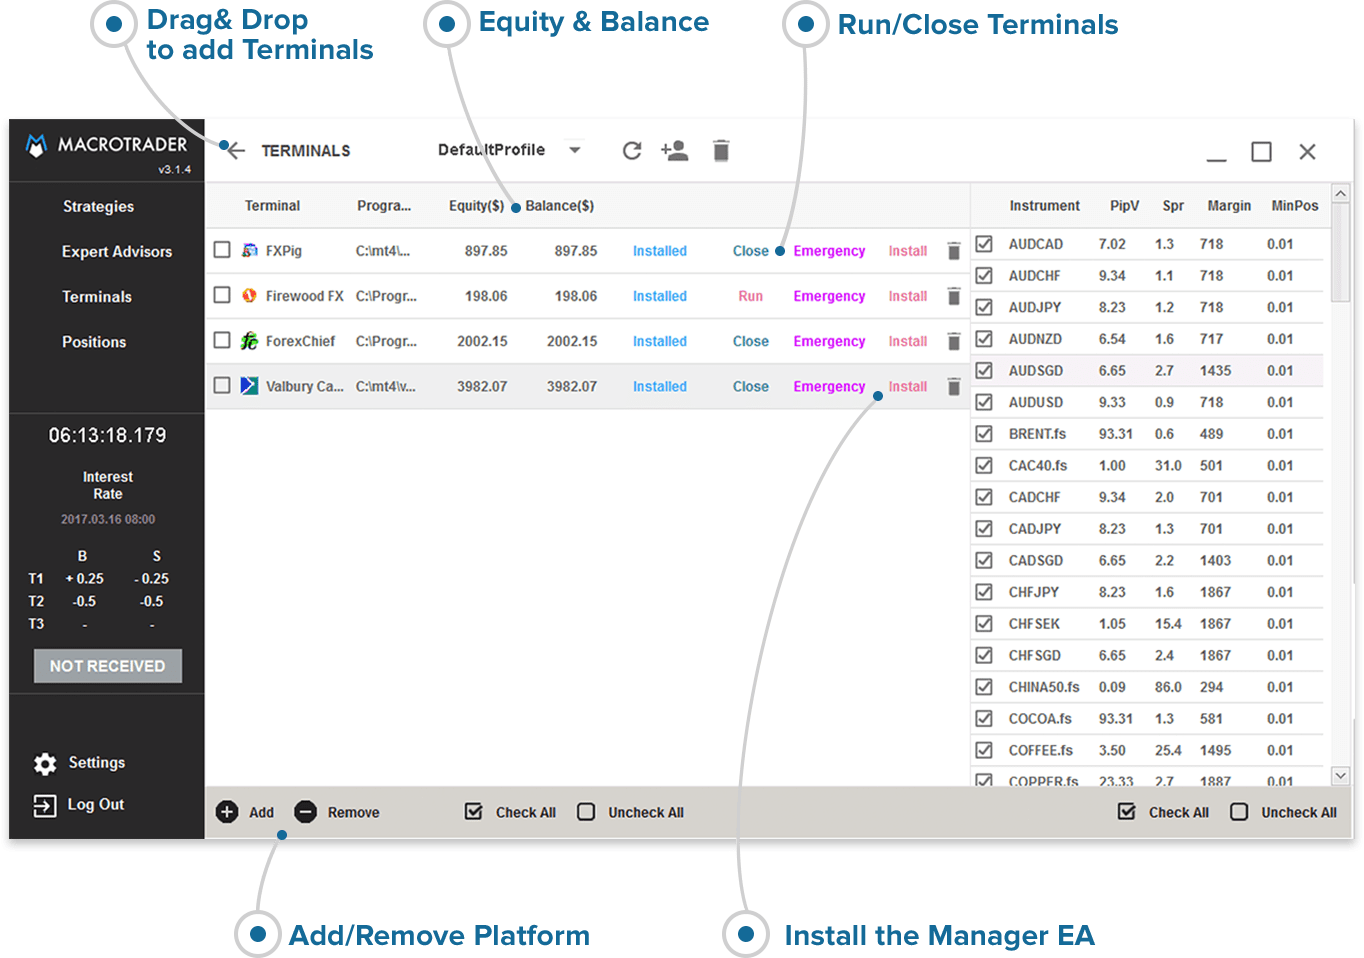 Drag& Drop
to add Terminals
Equity & Balance
Run/Close Terminals
MACROTRADER
v3.1.4
TERMINALS
DefaultProfile
Strategies
Expert Advisors
Terminals
Positions
06:13:18.179
Interest
Rate
2017.03.16 08:00
B S
T1 + 0.25 - 0.25
T2 -0.5 -0.5
T3 - -
NOT RECEIVED
Settings
Log Out
Terminal Progra... Equity($) Balance($)
FXPig C:\mt4\... 897.85 897.85 Installed Close Emergency Install
Firewood FX C:\Progr... 198.06 198.06 Installed Run Emergency Install
ForexChief C:\Progr... 2002.15 2002.15 Installed Close Emergency Install
Valbury Ca... C:\mt4\v... 3982.07 3982.07 Installed Close Emergency Install
Instrument PipV Spr Margin MinPos
AUDCAD 7.02 1.3 718 0.01
AUDCHF 9.34 1.1 718 0.01
AUDJPY 8.23 1.2 718 0.01
AUDNZD 6.54 1.6 717 0.01
AUDSGD 6.65 2.7 1435 0.01
AUDUSD 9.33 0.9 718 0.01
BRENT.fs 93.31 0.6 489 0.01
CAC40.fs 1.00 31.0 501 0.01
CADCHF 9.34 2.0 701 0.01
CADJPY 8.23 1.3 701 0.01
CADSGD 6.65 2.2 1403 0.01
CHFJPY 8.23 1.6 1867 0.01
CHFSEK 1.05 15.4 1867 0.01
CHFSGD 6.65 2.4 1867 0.01
CHINA50.fs 0.09 86.0 294 0.01
COCOA.fs 93.31 1.3 581 0.01
COFFEE.fs 3.50 25.4 1495 0.01
COPPER.fs 23.33 2.7 1887 0.01
Add Remove Check All Uncheck All
Check All Uncheck All
Add/Remove Platform
Install the Manager EA